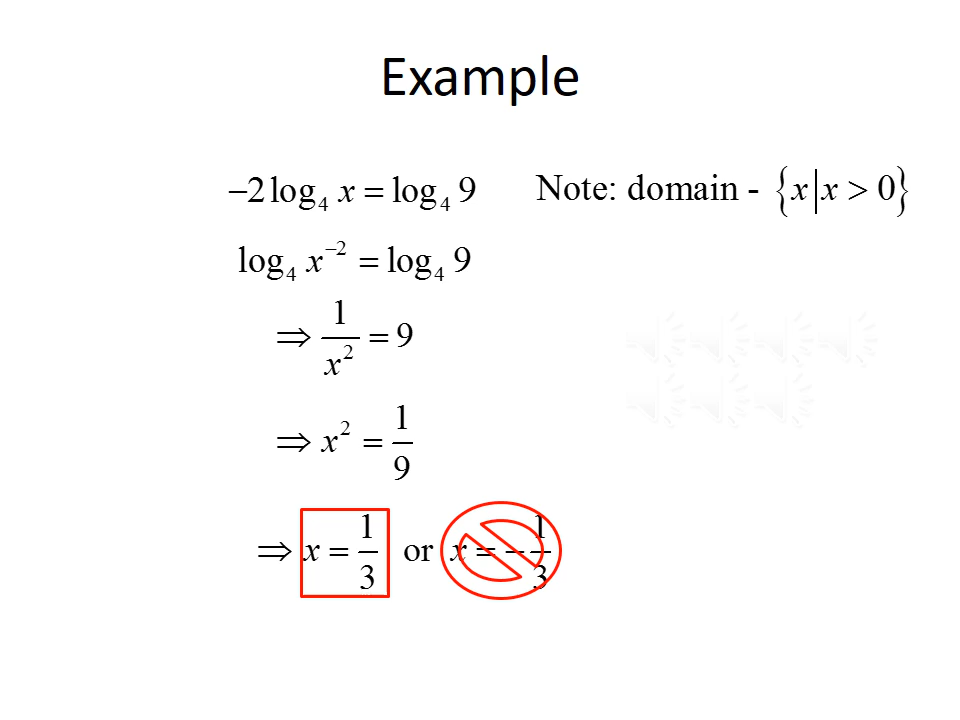 Example
−2 log₄ x = log₄ 9 Note: domain - {x|x > 0}
log₄ x⁻² = log₄ 9
⇒ 1/x² = 9
⇒ x² = 1/9
⇒ x = 1/3 or x = −1/3